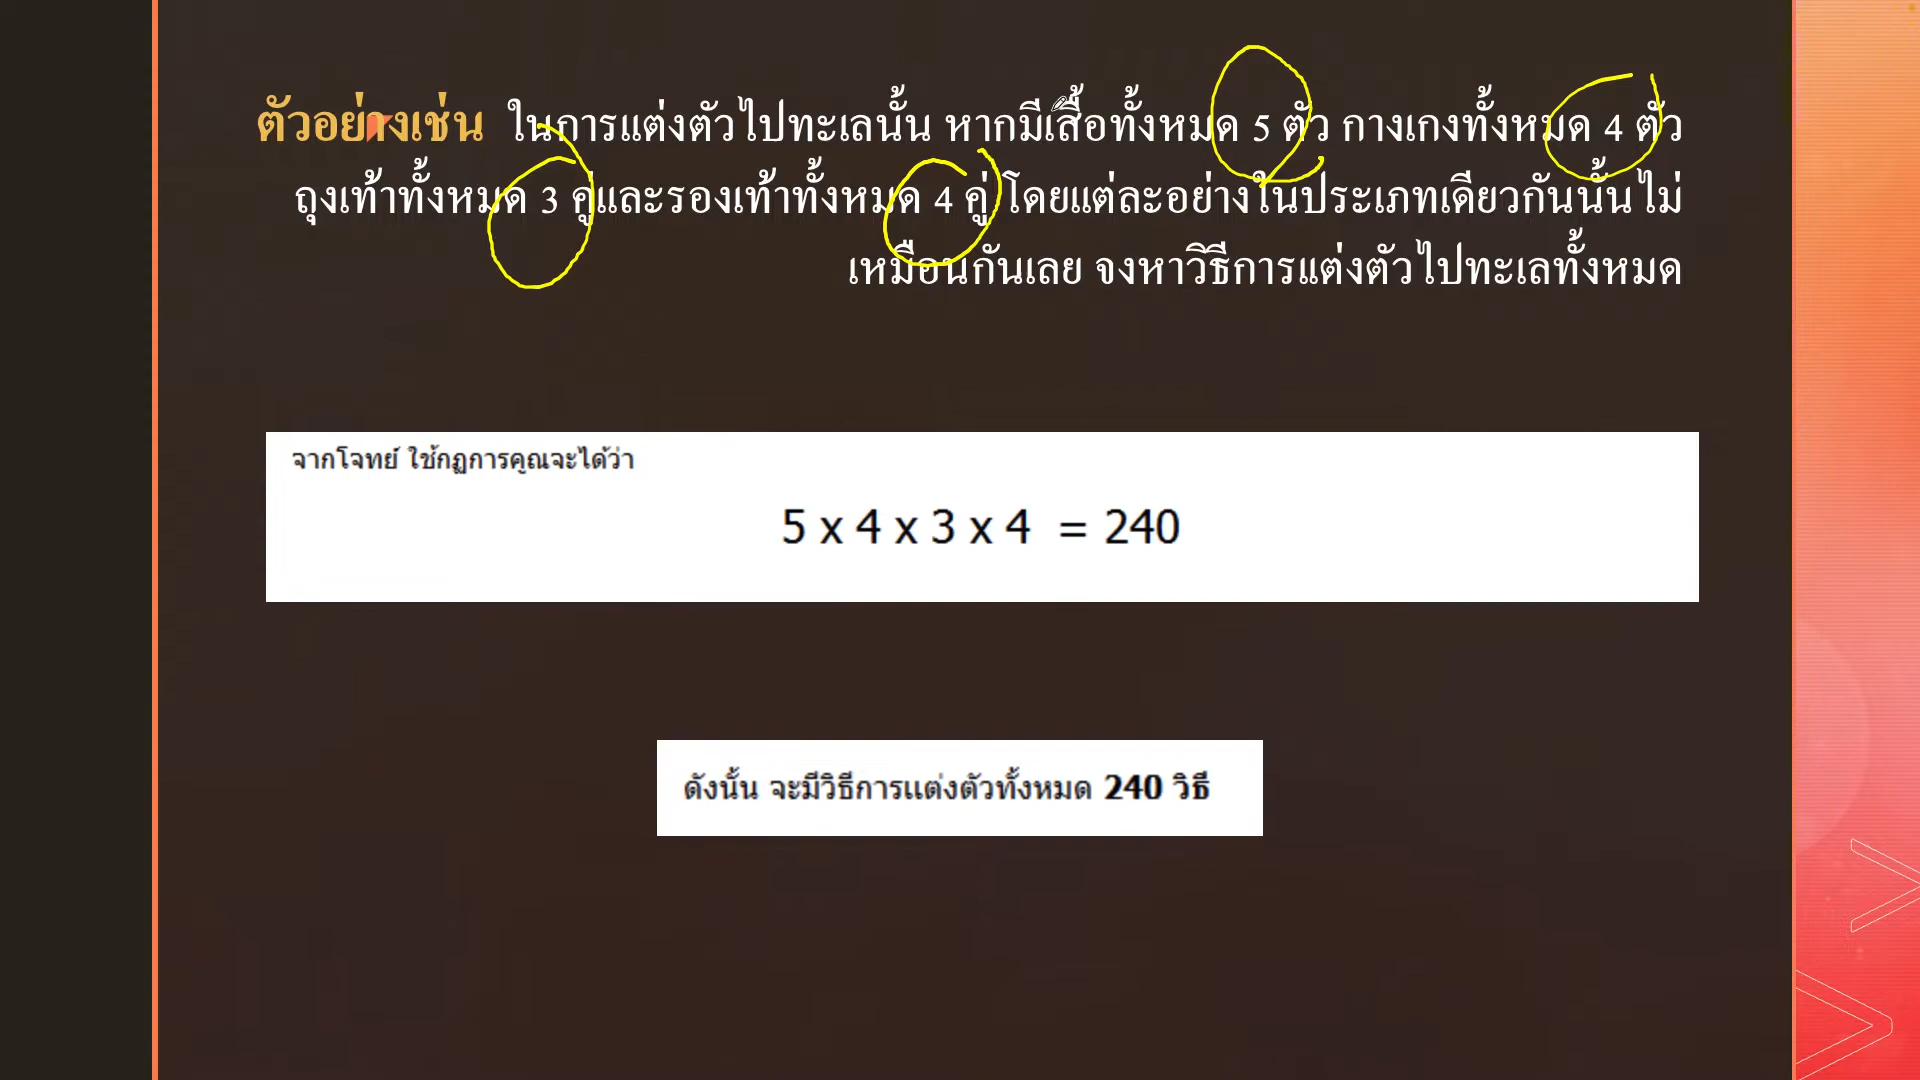 ตัวอย่างเช่น ในการแต่งตัวไปทะเลนั้น หากมีเสื้อทั้งหมด 5 ตัว กางเกงทั้งหมด 4 ตัว
ถุงเท้าทั้งหมด 3 คู่และรองเท้าทั้งหมด 4 คู่ โดยแต่ละอย่างในประเภทเดียวกันนั้นไม่
เหมือนกันเลย จงหาวิธีการแต่งตัวไปทะเลทั้งหมด
จากโจทย์ ใช้กฏการคูณจะได้ว่า
5 x 4 x 3 x 4 = 240
ดังนั้น จะมีวิธีการแต่งตัวทั้งหมด 240 วิธี